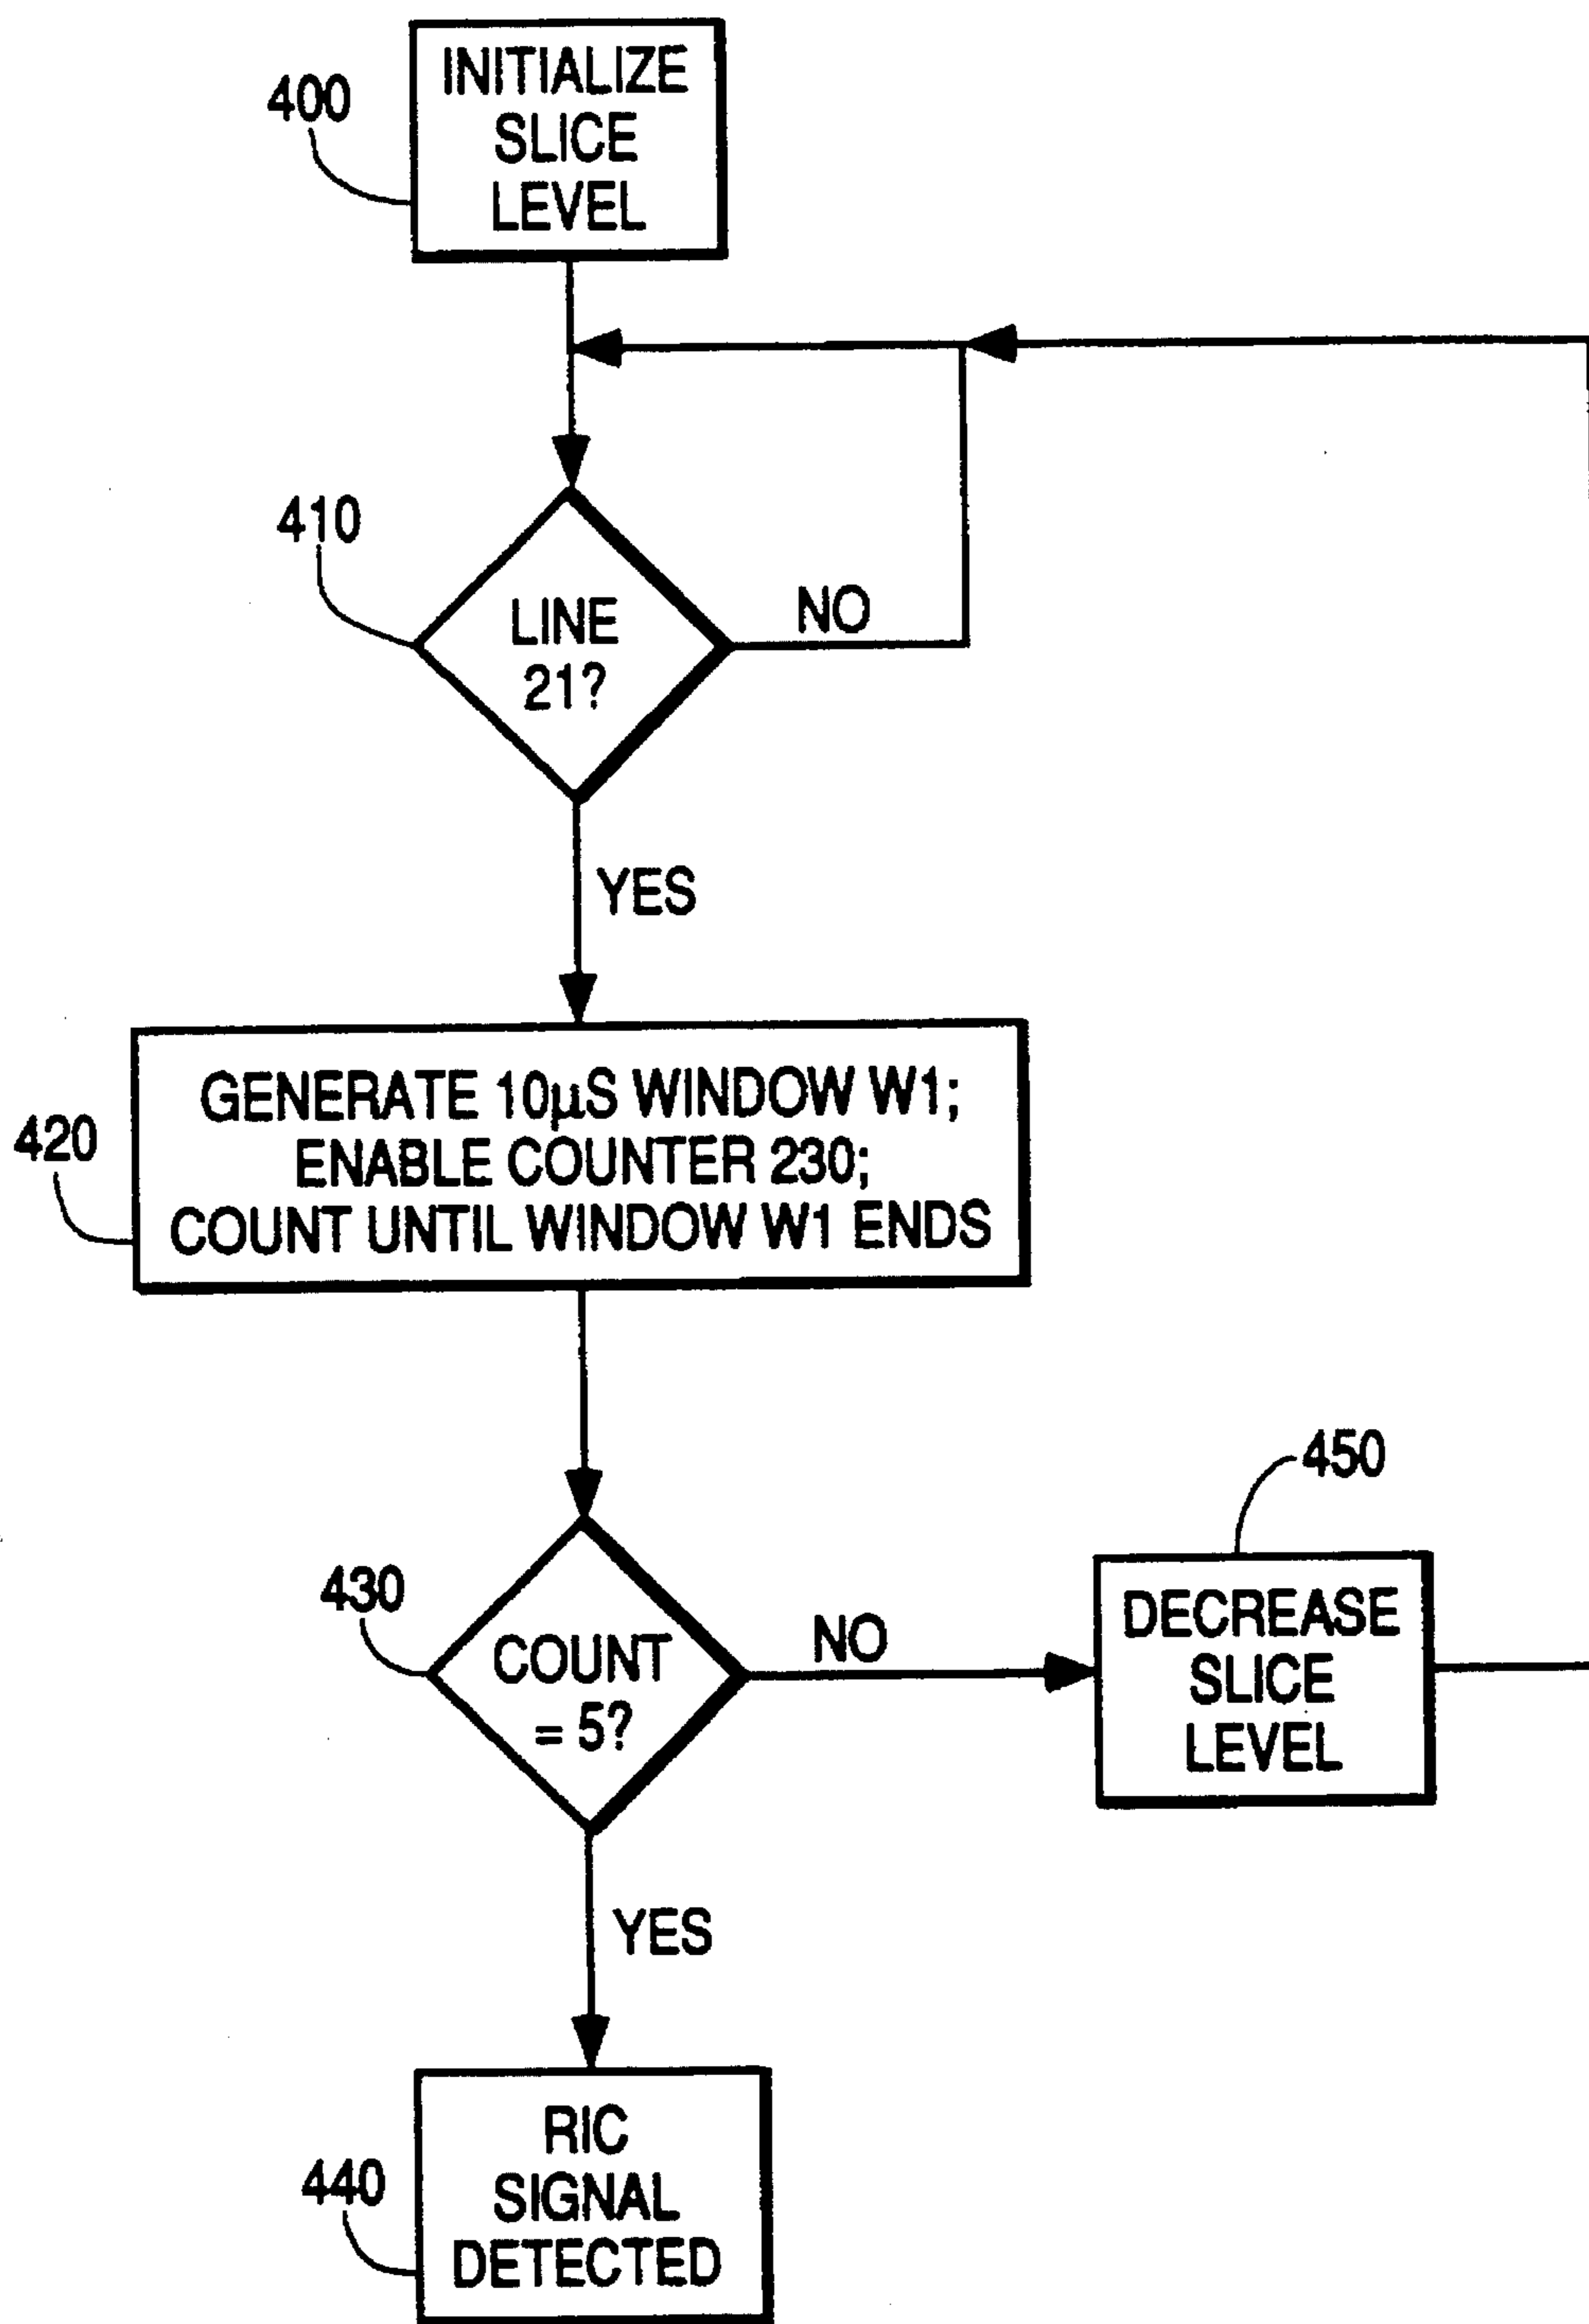 INITIALIZE
SLICE
LEVEL
400
410
LINE
21?
NO
YES
420
GENERATE 10µS WINDOW W1;
ENABLE COUNTER 230;
COUNT UNTIL WINDOW W1 ENDS
430
COUNT
= 5?
NO
450
DECREASE
SLICE
LEVEL
YES
440
RIC
SIGNAL
DETECTED